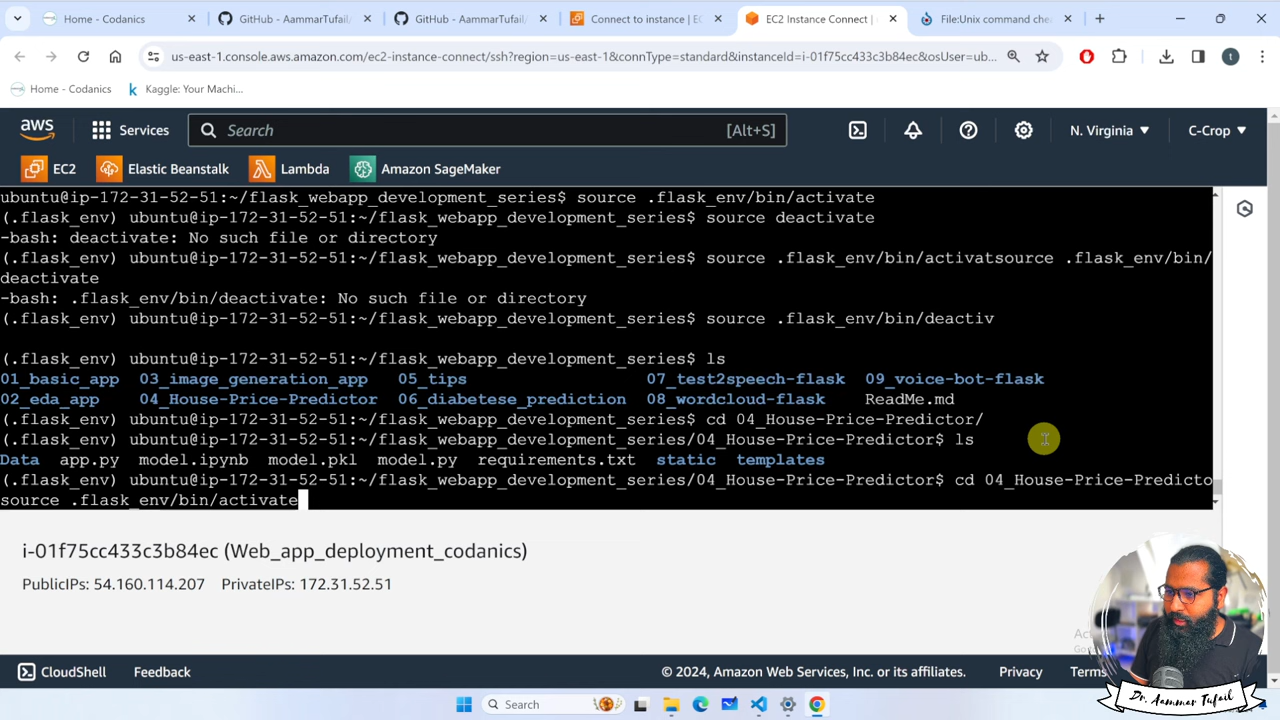 Home - Codanics
GitHub - AammarTufail/
GitHub - AammarTufail/
Connect to instance | EC
EC2 Instance Connect |
File:Unix command che
us-east-1.console.aws.amazon.com/ec2-instance-connect/ssh?region=us-east-1&connType=standard&instanceId=i-01f75cc433c3b84ec&osUser=ub...
t
Home - Codanics
Kaggle: Your Machi...
aws
Services
Search
[Alt+S]
N. Virginia
C-Crop
EC2
Elastic Beanstalk
Lambda
Amazon SageMaker
ubuntu@ip-172-31-52-51:~/flask_webapp_development_series$ source .flask_env/bin/activate
(.flask_env) ubuntu@ip-172-31-52-51:~/flask_webapp_development_series$ source deactivate
-bash: deactivate: No such file or directory
(.flask_env) ubuntu@ip-172-31-52-51:~/flask_webapp_development_series$ source .flask_env/bin/activatsource .flask_env/bin/
deactivate
-bash: .flask_env/bin/deactivate: No such file or directory
(.flask_env) ubuntu@ip-172-31-52-51:~/flask_webapp_development_series$ source .flask_env/bin/deactiv
(.flask_env) ubuntu@ip-172-31-52-51:~/flask_webapp_development_series$ ls
01_basic_app 03_image_generation_app 05_tips 07_test2speech-flask 09_voice-bot-flask
02_eda_app 04_House-Price-Predictor 06_diabetese_prediction 08_wordcloud-flask ReadMe.md
(.flask_env) ubuntu@ip-172-31-52-51:~/flask_webapp_development_series$ cd 04_House-Price-Predictor/
(.flask_env) ubuntu@ip-172-31-52-51:~/flask_webapp_development_series/04_House-Price-Predictor$ ls
Data app.py model.ipynb model.pkl model.py requirements.txt static templates
(.flask_env) ubuntu@ip-172-31-52-51:~/flask_webapp_development_series/04_House-Price-Predictor$ cd 04_House-Price-Predicto
source .flask_env/bin/activate
i-01f75cc433c3b84ec (Web_app_deployment_codanics)
PublicIPs: 54.160.114.207 PrivateIPs: 172.31.52.51
CloudShell
Feedback
© 2024, Amazon Web Services, Inc. or its affiliates.
Privacy
Terms
Dr. Aammar Tufail
Search